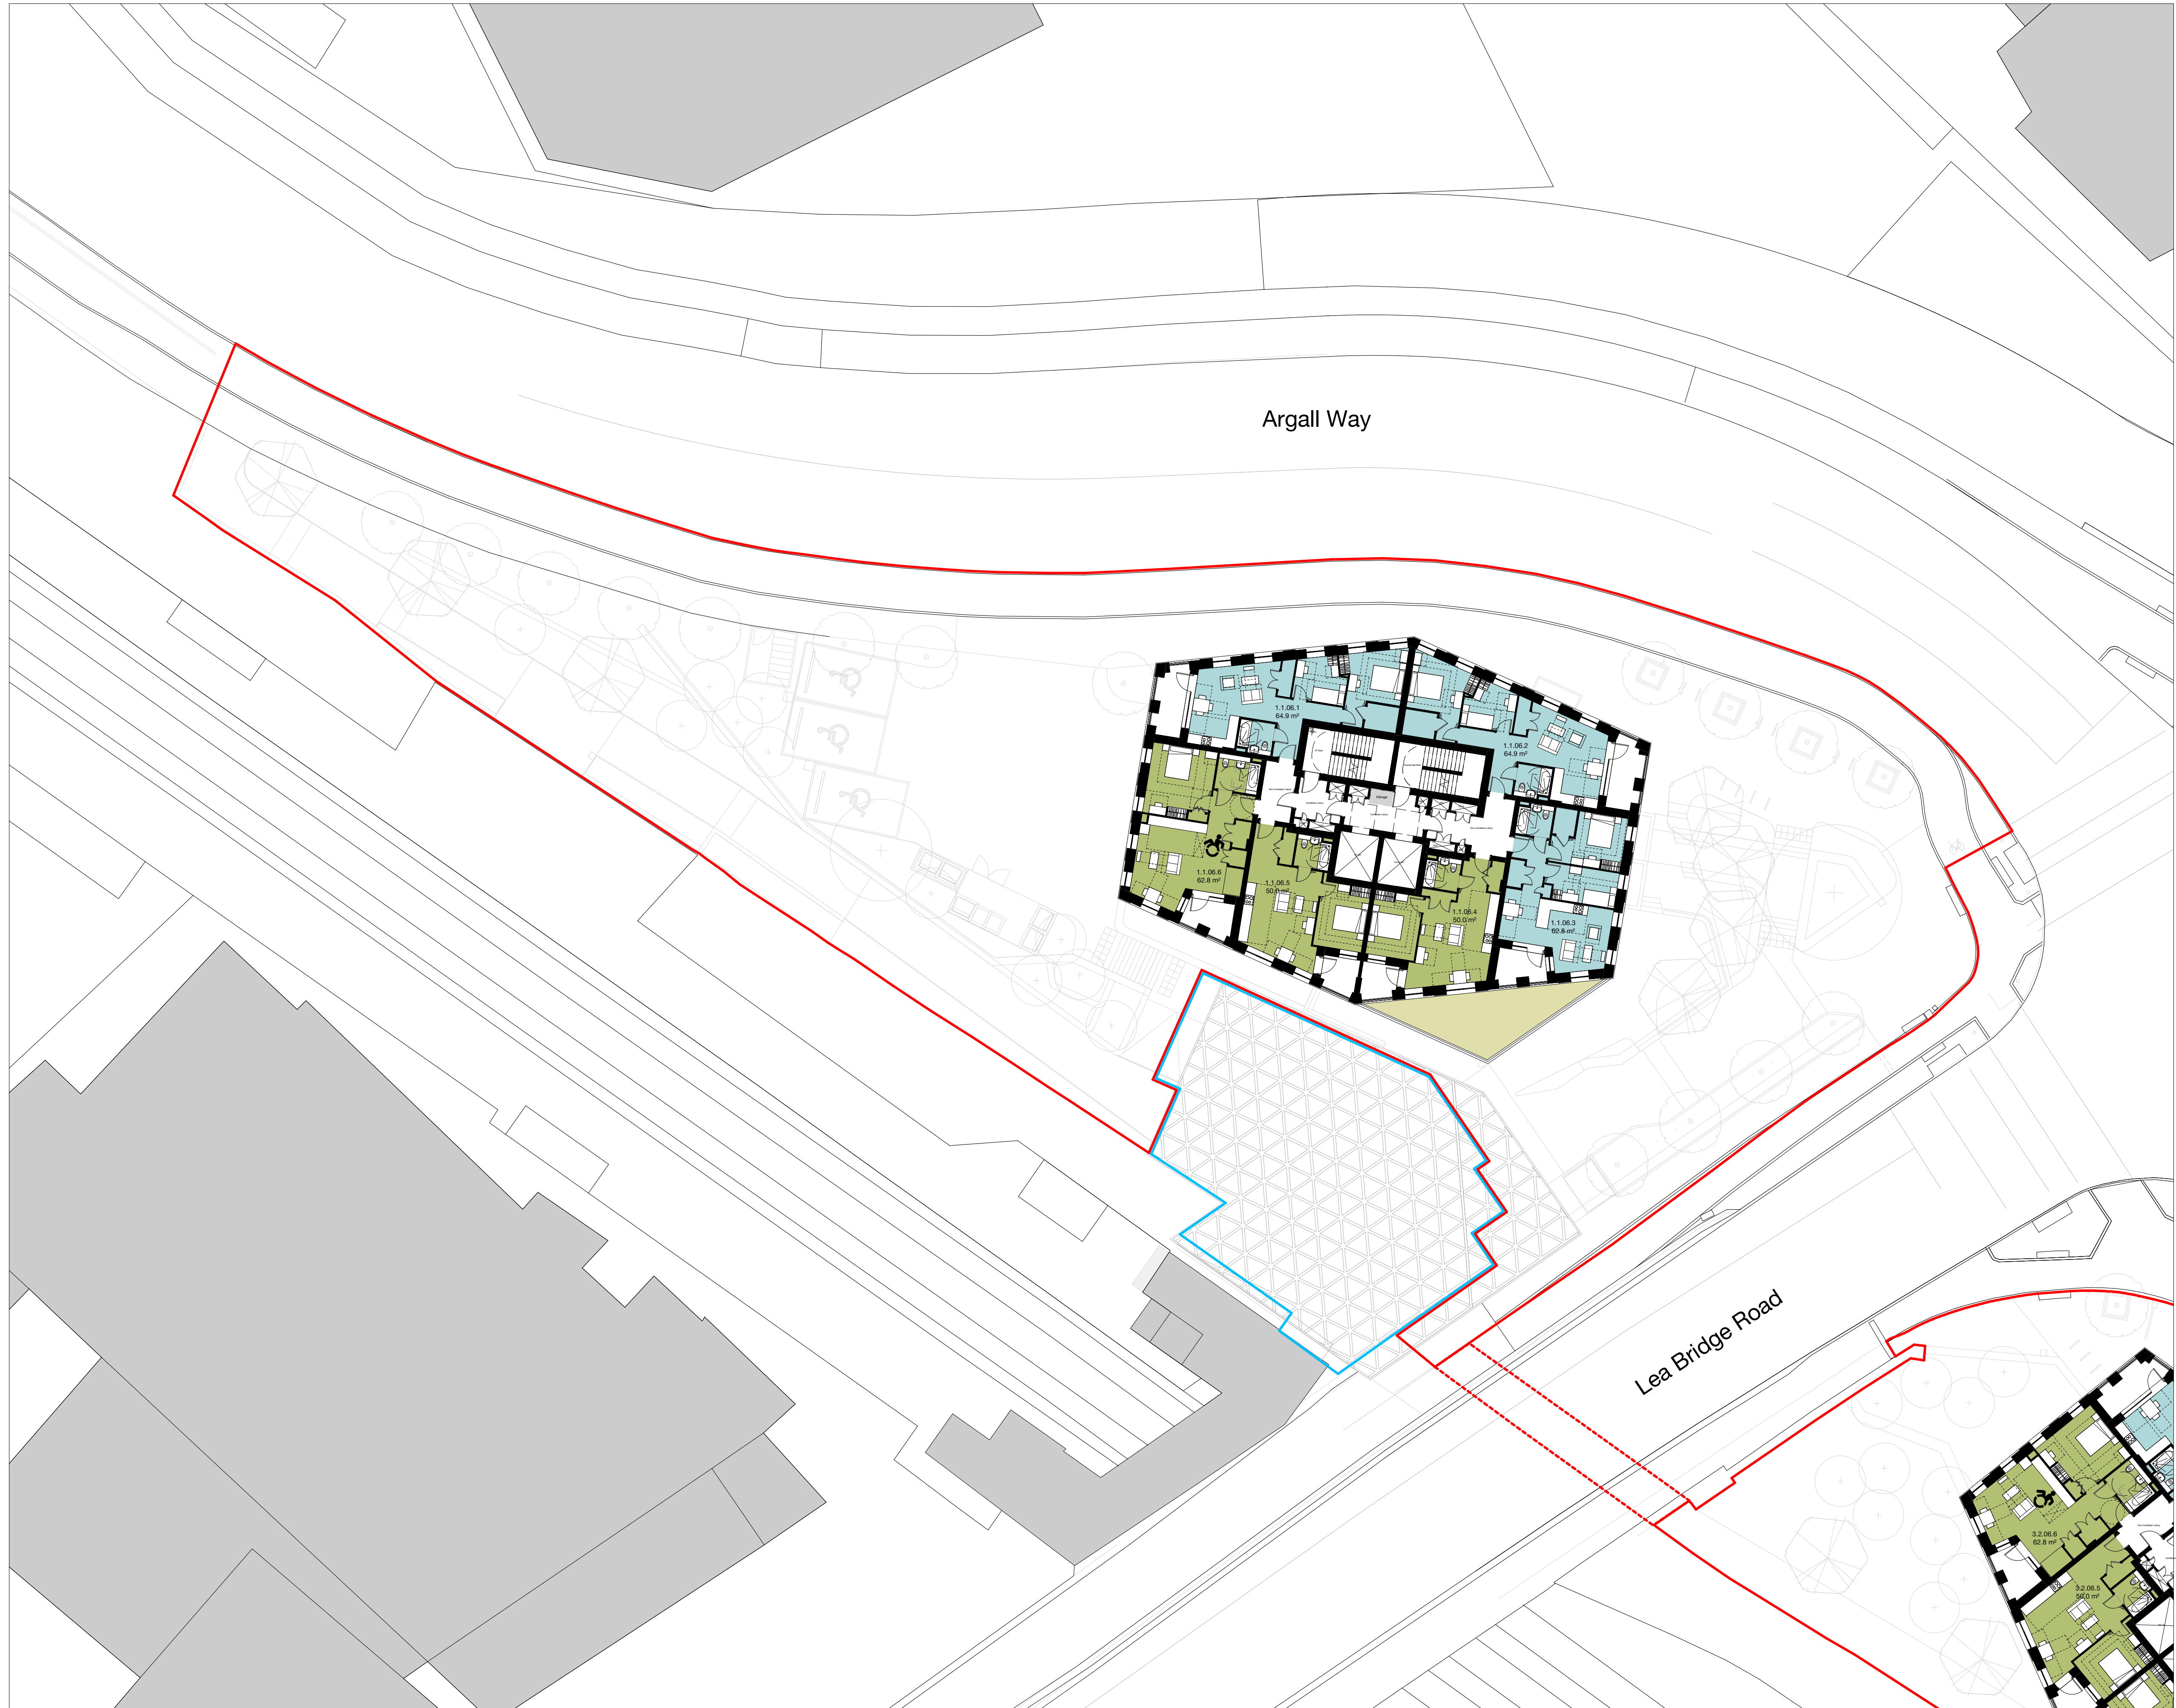 Argall Way
1.1.06.1
64.9 m²
1.1.06.2
64.9 m²
1.1.06.6
62.8 m²
1.1.06.5
50.0 m²
1.1.06.4
50.0 m²
1.1.06.3
62.8 m²
Lea Bridge Road
3.2.06.6
62.8 m²
3.2.06.5
50.0 m²